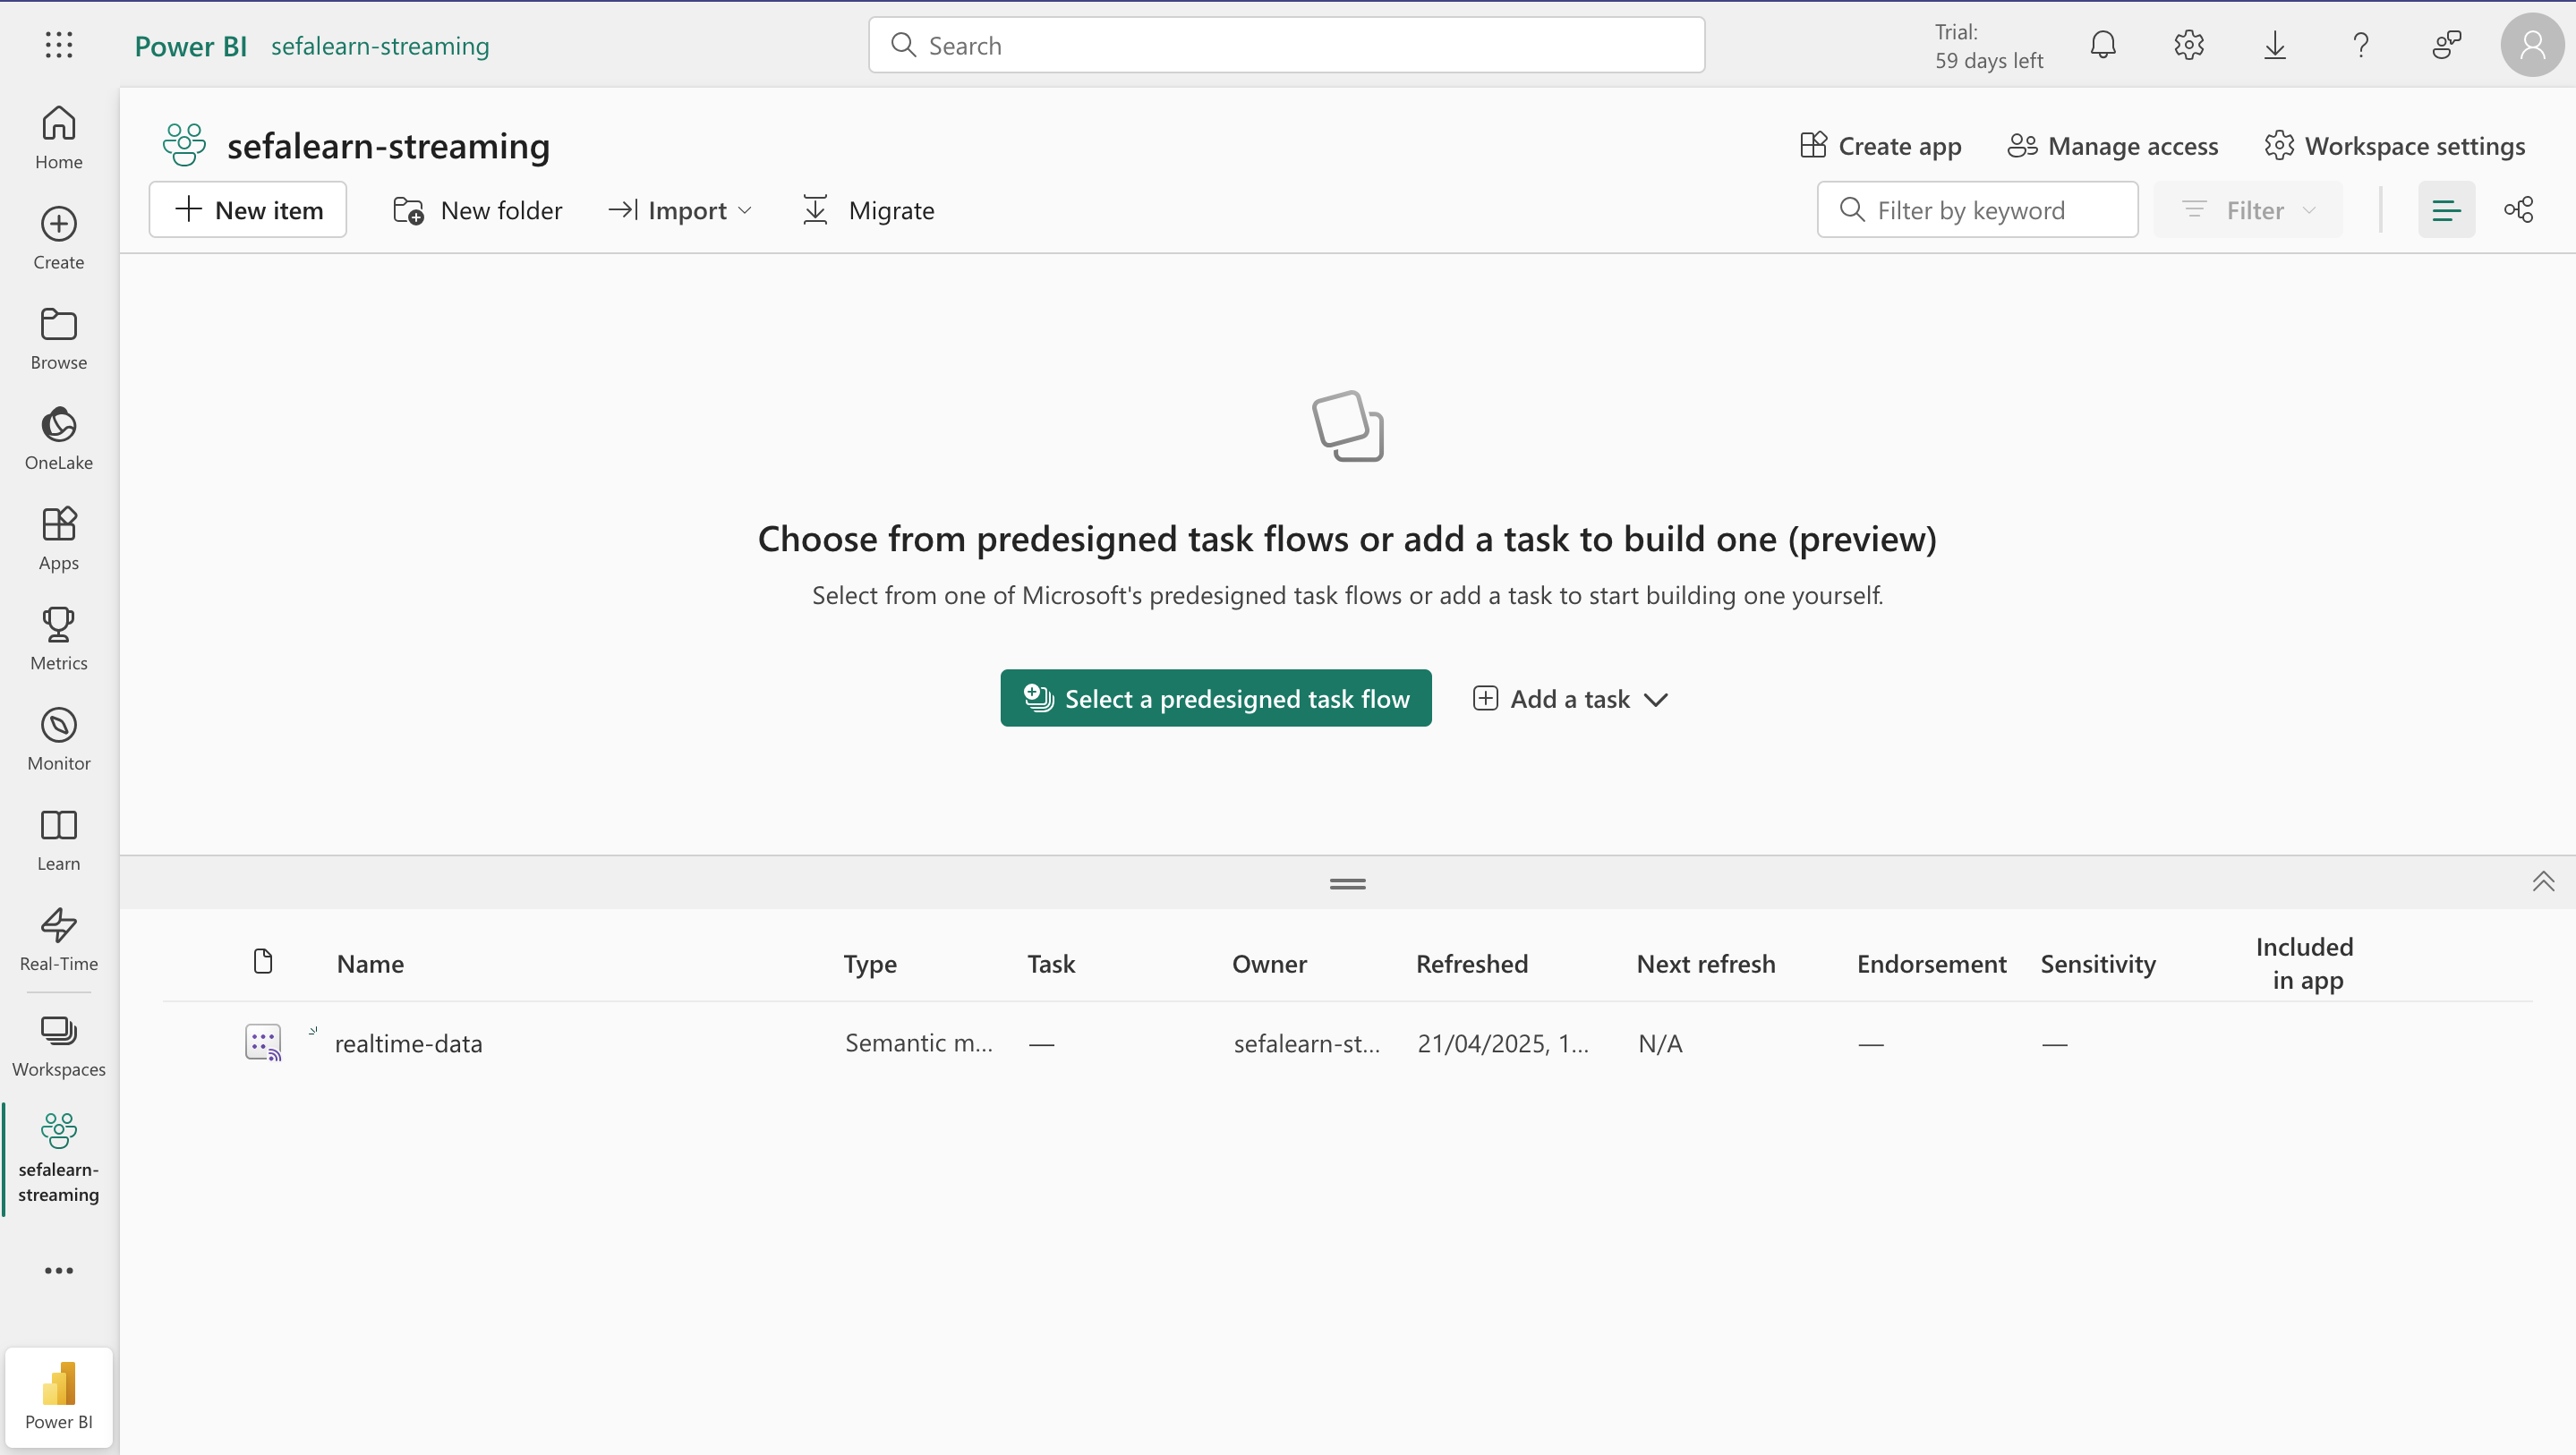 Power BI sefalearn-streaming
Search
Trial:
59 days left
Home
Create
Browse
OneLake
Apps
Metrics
Monitor
Learn
Real-Time
Workspaces
sefalearn-
streaming
Power BI
sefalearn-streaming
Create app
Manage access
Workspace settings
New item
New folder
Import
Migrate
Filter by keyword
Filter
Choose from predesigned task flows or add a task to build one (preview)
Select from one of Microsoft's predesigned task flows or add a task to start building one yourself.
Select a predesigned task flow
Add a task
Name Type Task Owner Refreshed Next refresh Endorsement Sensitivity Included
in app
realtime-data Semantic m... — sefalearn-st... 21/04/2025, 1... N/A — —